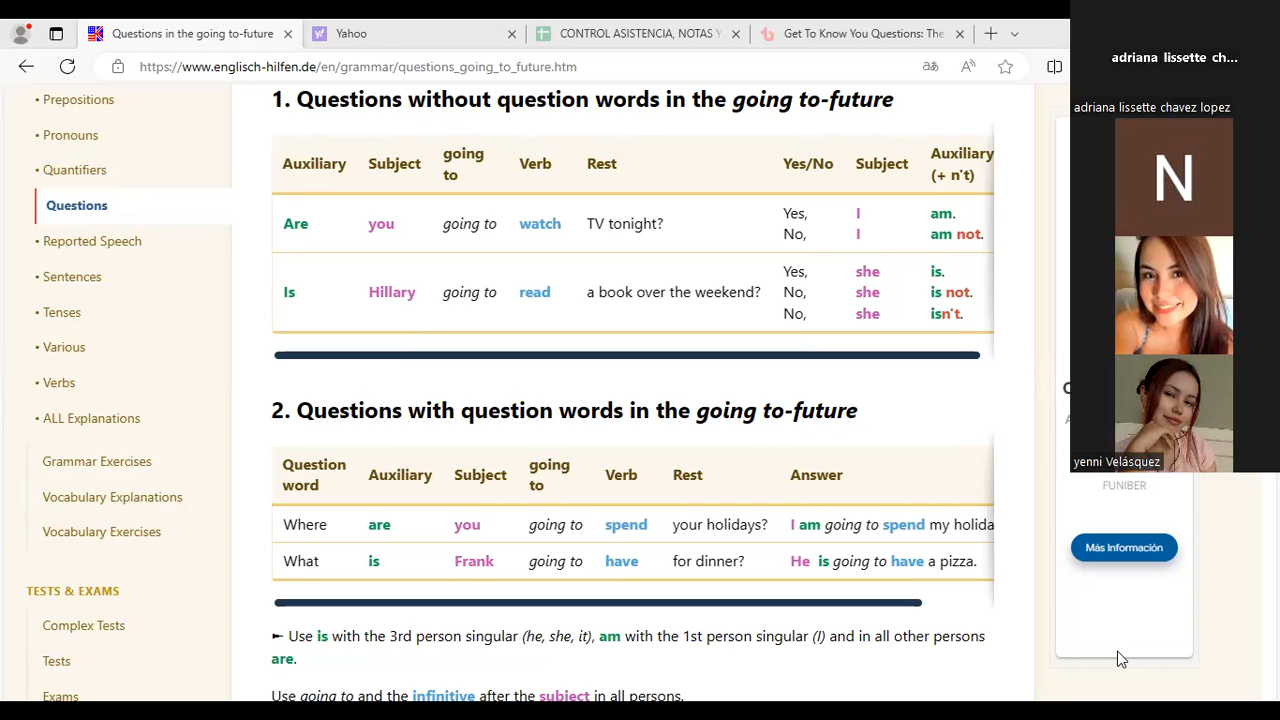 Questions in the going to-future
Yahoo
CONTROL ASISTENCIA, NOTAS Y
Get To Know You Questions: The
https://www.englisch-hilfen.de/en/grammar/questions_going_to_future.htm
• Prepositions
• Pronouns
• Quantifiers
Questions
• Reported Speech
• Sentences
• Tenses
• Various
• Verbs
• ALL Explanations
Grammar Exercises
Vocabulary Explanations
Vocabulary Exercises
TESTS & EXAMS
Complex Tests
Tests
Exams
1. Questions without question words in the going to-future
Auxiliary Subject going to Verb Rest Yes/No Subject Auxiliary (+ n't)
Are you going to watch TV tonight? Yes, I am.
No, I am not.
Is Hillary going to read a book over the weekend? Yes, she is.
No, she is not.
No, she isn't.
2. Questions with question words in the going to-future
Question word Auxiliary Subject going to Verb Rest Answer
Where are you going to spend your holidays? I am going to spend my holida
What is Frank going to have for dinner? He is going to have a pizza.
► Use is with the 3rd person singular (he, she, it), am with the 1st person singular (I) and in all other persons
are.
Use going to and the infinitive after the subject in all persons.
adriana lissette ch...
adriana lissette chavez lopez
N
yenni Velásquez
FUNIBER
Más Información